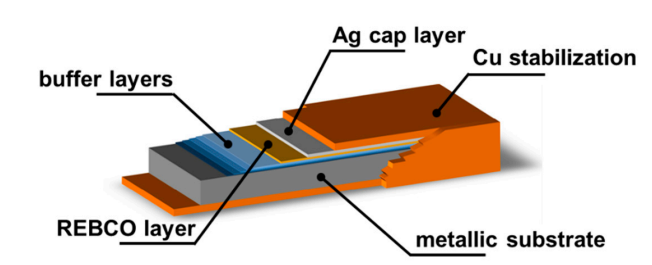 Ag cap layer
Cu stabilization
buffer layers
REBCO layer
metallic substrate